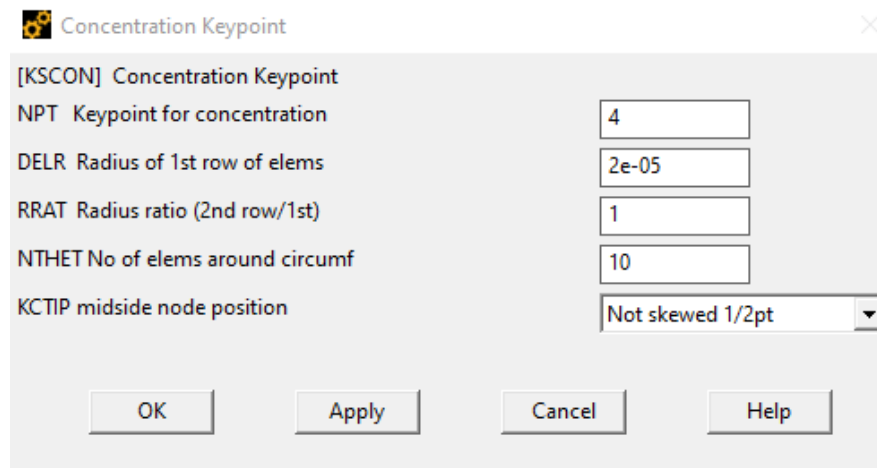 Concentration Keypoint
[KSCON] Concentration Keypoint
NPT Keypoint for concentration 4
DELR Radius of 1st row of elems 2e-05
RRAT Radius ratio (2nd row/1st) 1
NTHET No of elems around circumf 10
KCTIP midside node position Not skewed 1/2pt
OK Apply Cancel Help